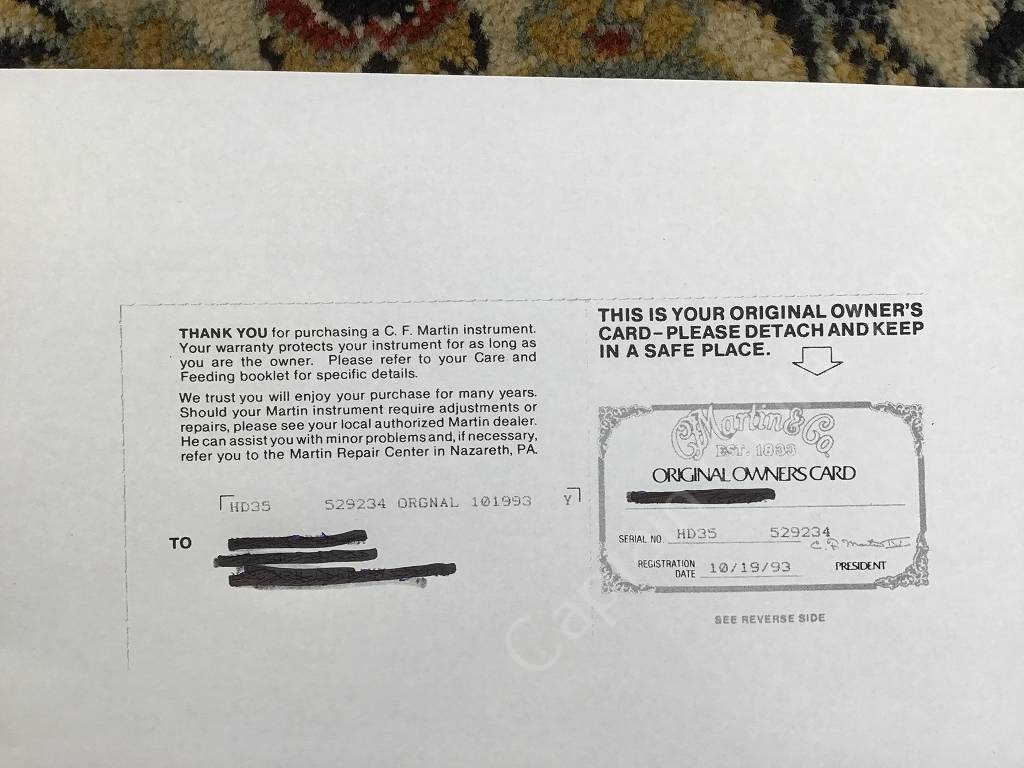 THANK YOU for purchasing a C. F. Martin instrument.
Your warranty protects your instrument for as long as
you are the owner. Please refer to your Care and
Feeding booklet for specific details.
We trust you will enjoy your purchase for many years.
Should your Martin instrument require adjustments or
repairs, please see your local authorized Martin dealer.
He can assist you with minor problems and, if necessary,
refer you to the Martin Repair Center in Nazareth, PA.
HD35 529234 ORGNAL 101993 Y
TO
THIS IS YOUR ORIGINAL OWNER'S
CARD–PLEASE DETACH AND KEEP
IN A SAFE PLACE.
CF Martin & Co
EST. 1833
ORIGINAL OWNERS CARD
SERIAL NO. HD35 529234
C. F. Martin IV
REGISTRATION
DATE 10/19/93 PRESIDENT
SEE REVERSE SIDE